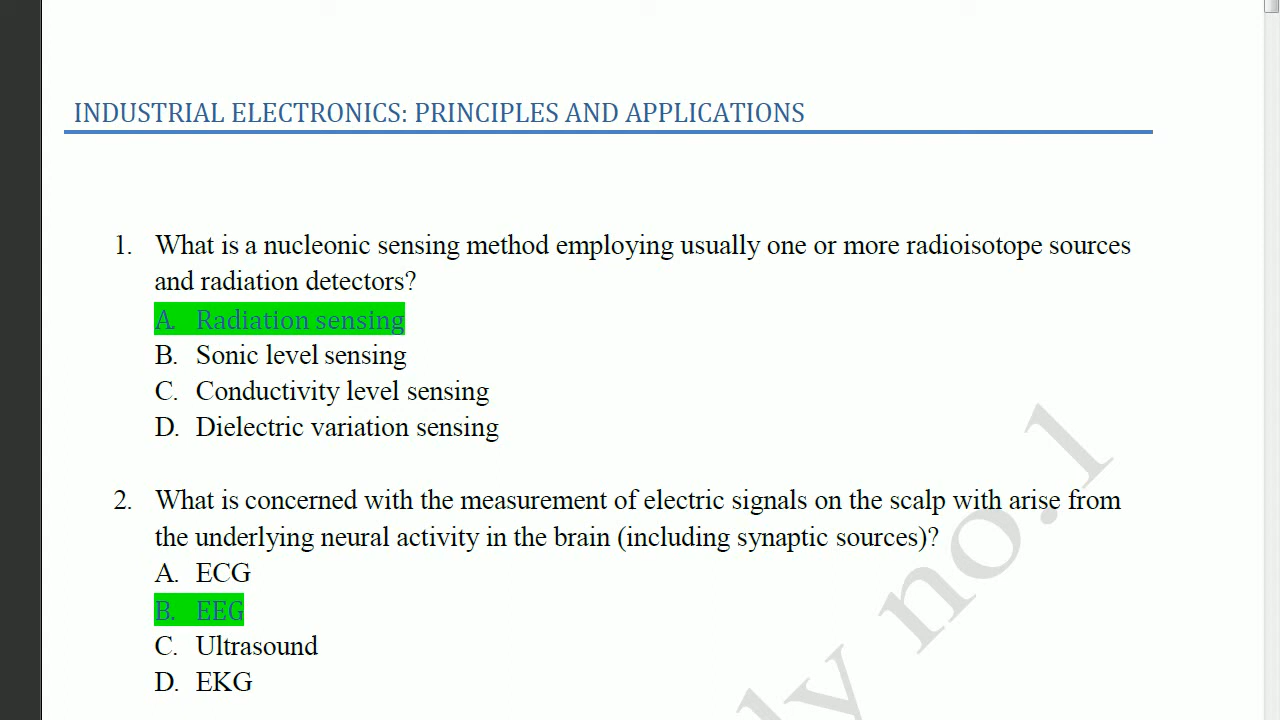 INDUSTRIAL ELECTRONICS: PRINCIPLES AND APPLICATIONS
1. What is a nucleonic sensing method employing usually one or more radioisotope sources
and radiation detectors?
A. Radiation sensing
B. Sonic level sensing
C. Conductivity level sensing
D. Dielectric variation sensing
2. What is concerned with the measurement of electric signals on the scalp with arise from
the underlying neural activity in the brain (including synaptic sources)?
A. ECG
B. EEG
C. Ultrasound
D. EKG
no. 1